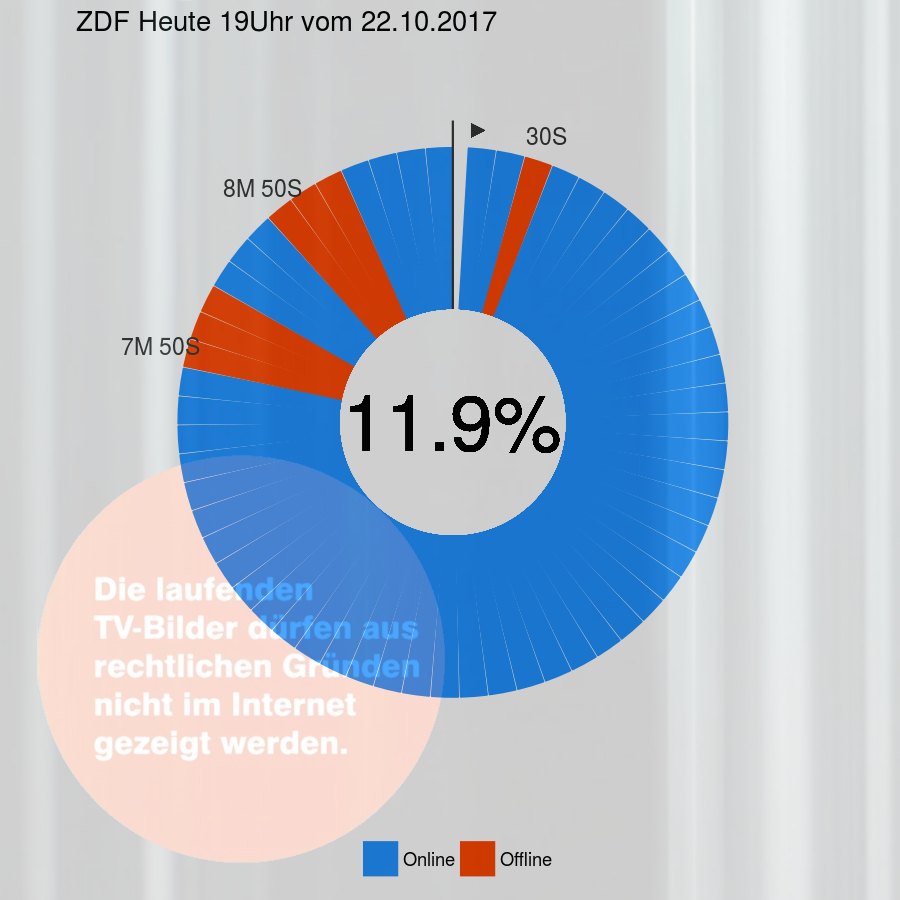 ZDF Heute 19Uhr vom 22.10.2017
30S
8M 50S
7M 50S
11.9%
Die laufenden
TV-Bilder dürfen aus
rechtlichen Gründen
nicht im Internet
gezeigt werden.
Online
Offline